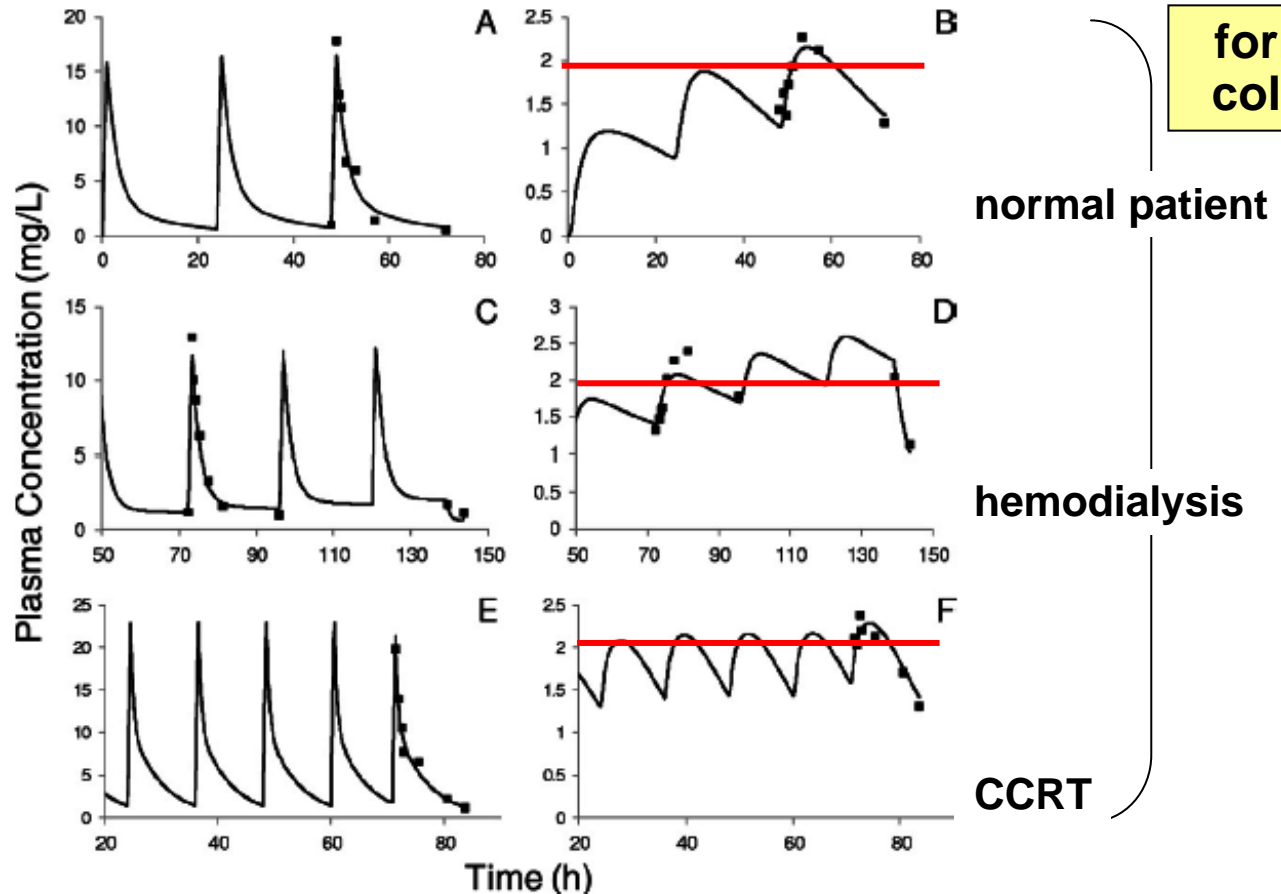 for
col
normal patient
hemodialysis
CCRT
Plasma Concentration (mg/L)
Time (h)
A
20
15
10
5
0
0 20 40 60 80
B
2.5
2
1.5
1
0.5
0
0 20 40 60 80
C
15
10
5
0
50 70 90 110 130 150
D
3
2.5
2
1.5
1
0.5
0
50 70 90 110 130 150
E
25
20
15
10
5
0
20 40 60 80
F
2.5
2
1.5
1
0.5
0
20 40 60 80